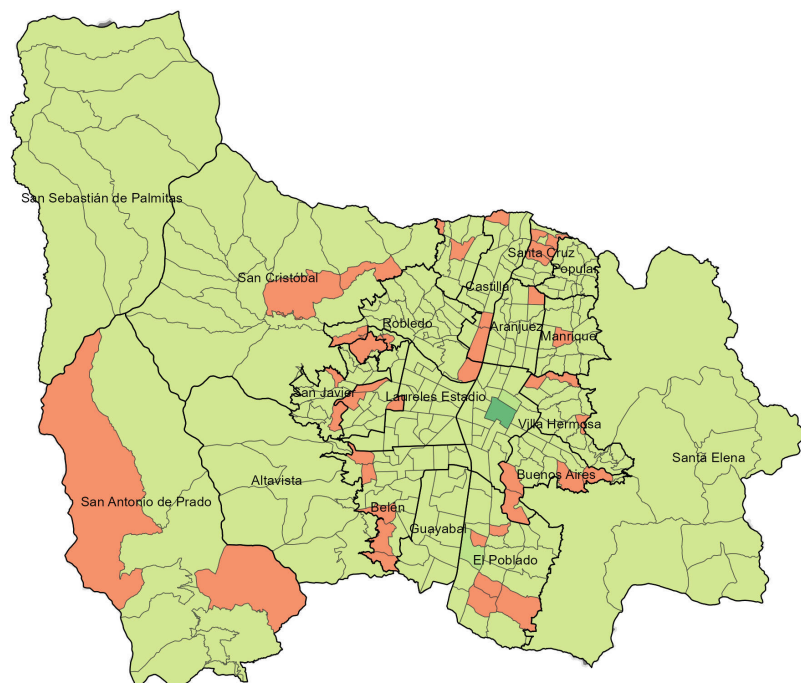 San Sebastián de Palmitas
San Cristóbal
Santa Cruz
Popular
Castilla
Robledo
Aranjuez
Manrique
San Javier
Laureles Estadio
Villa Hermosa
Santa Elena
Buenos Aires
Altavista
San Antonio de Prado
Belén
Guayabal
El Poblado